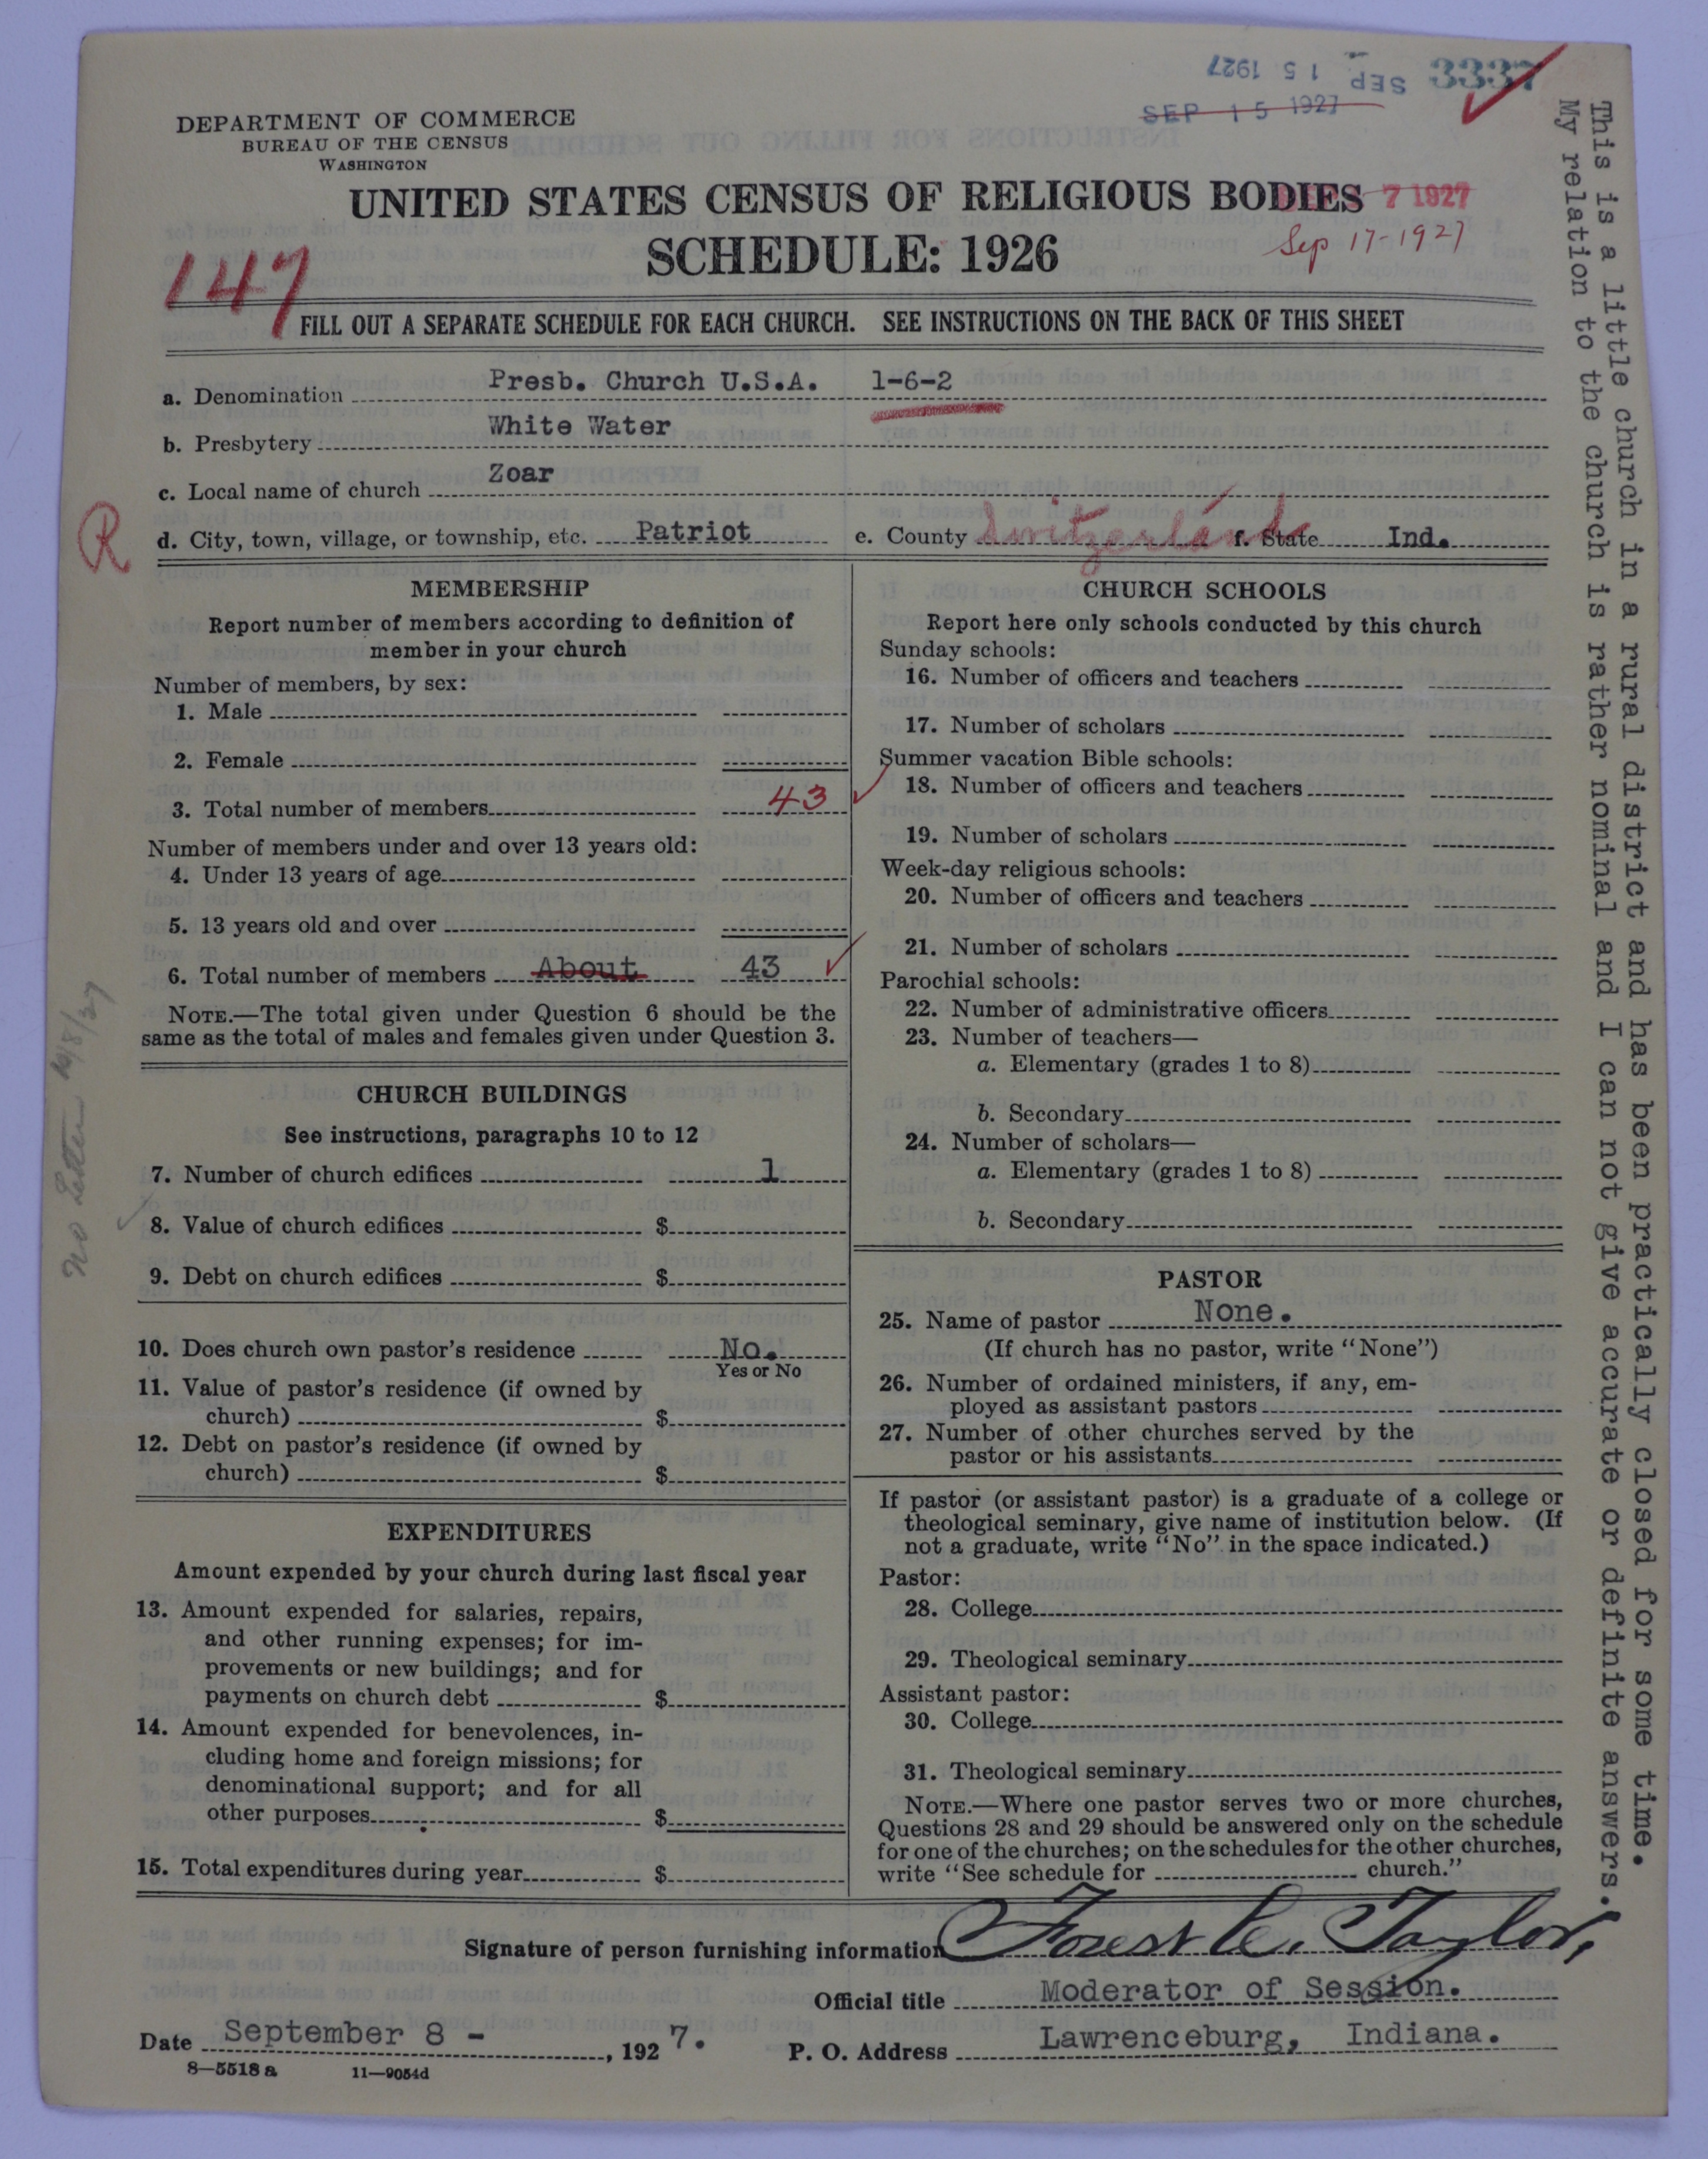 SEP 15 1927
3337
SEP 15 1927
DEPARTMENT OF COMMERCE
BUREAU OF THE CENSUS
WASHINGTON
UNITED STATES CENSUS OF RELIGIOUS BODIES
7 1927
SCHEDULE: 1926
Sep 17-1927
147
FILL OUT A SEPARATE SCHEDULE FOR EACH CHURCH. SEE INSTRUCTIONS ON THE BACK OF THIS SHEET
a. Denomination Presb. Church U.S.A. 1-6-2
b. Presbytery White Water
c. Local name of church Zoar
R
d. City, town, village, or township, etc. Patriot e. County Switzerland f. State Ind.
MEMBERSHIP
Report number of members according to definition of
member in your church
Number of members, by sex:
1. Male
2. Female
3. Total number of members 43
Number of members under and over 13 years old:
4. Under 13 years of age
5. 13 years old and over
6. Total number of members About 43
NOTE.—The total given under Question 6 should be the
same as the total of males and females given under Question 3.
CHURCH BUILDINGS
See instructions, paragraphs 10 to 12
7. Number of church edifices 1
8. Value of church edifices $
9. Debt on church edifices $
10. Does church own pastor's residence No.
Yes or No
11. Value of pastor's residence (if owned by
church) $
12. Debt on pastor's residence (if owned by
church) $
EXPENDITURES
Amount expended by your church during last fiscal year
13. Amount expended for salaries, repairs,
and other running expenses; for im-
provements or new buildings; and for
payments on church debt $
14. Amount expended for benevolences, in-
cluding home and foreign missions; for
denominational support; and for all
other purposes $
15. Total expenditures during year $
CHURCH SCHOOLS
Report here only schools conducted by this church
Sunday schools:
16. Number of officers and teachers
17. Number of scholars
Summer vacation Bible schools:
18. Number of officers and teachers
19. Number of scholars
Week-day religious schools:
20. Number of officers and teachers
21. Number of scholars
Parochial schools:
22. Number of administrative officers
23. Number of teachers—
a. Elementary (grades 1 to 8)
b. Secondary
24. Number of scholars—
a. Elementary (grades 1 to 8)
b. Secondary
PASTOR
25. Name of pastor None.
(If church has no pastor, write "None")
26. Number of ordained ministers, if any, em-
ployed as assistant pastors
27. Number of other churches served by the
pastor or his assistants
If pastor (or assistant pastor) is a graduate of a college or
theological seminary, give name of institution below. (If
not a graduate, write "No" in the space indicated.)
Pastor:
28. College
29. Theological seminary
Assistant pastor:
30. College
31. Theological seminary
NOTE.—Where one pastor serves two or more churches,
Questions 28 and 29 should be answered only on the schedule
for one of the churches; on the schedules for the other churches,
write "See schedule for church."
Signature of person furnishing information Forest C. Taylor,
Official title Moderator of Session.
Date September 8 - , 1927. P. O. Address Lawrenceburg, Indiana.
8—5518 a 11—9054d
This is a little church in a rural district and has been practically closed for some time.
My relation to the church is rather nominal and I can not give accurate or definite answers.
No Letter